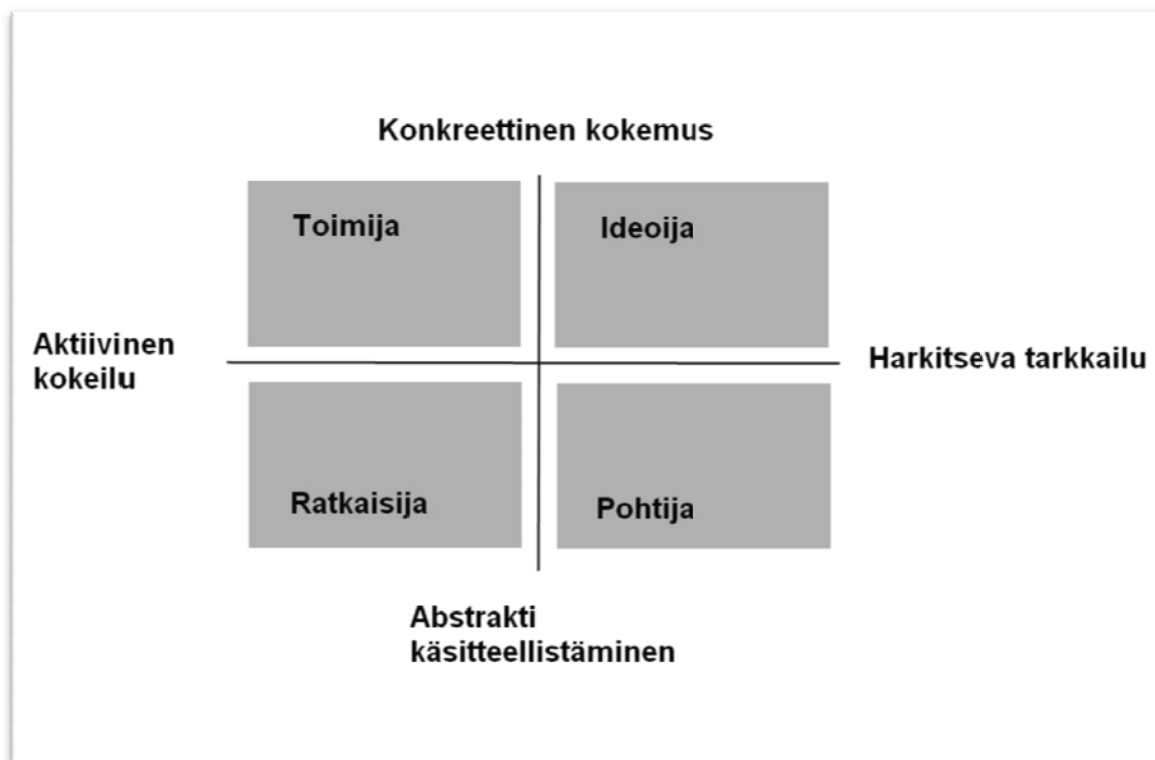 Konkreettinen kokemus
Toimija
Ideoija
Aktiivinen
kokeilu
Harkitseva tarkkailu
Ratkaisija
Pohtija
Abstrakti
käsitteellistäminen